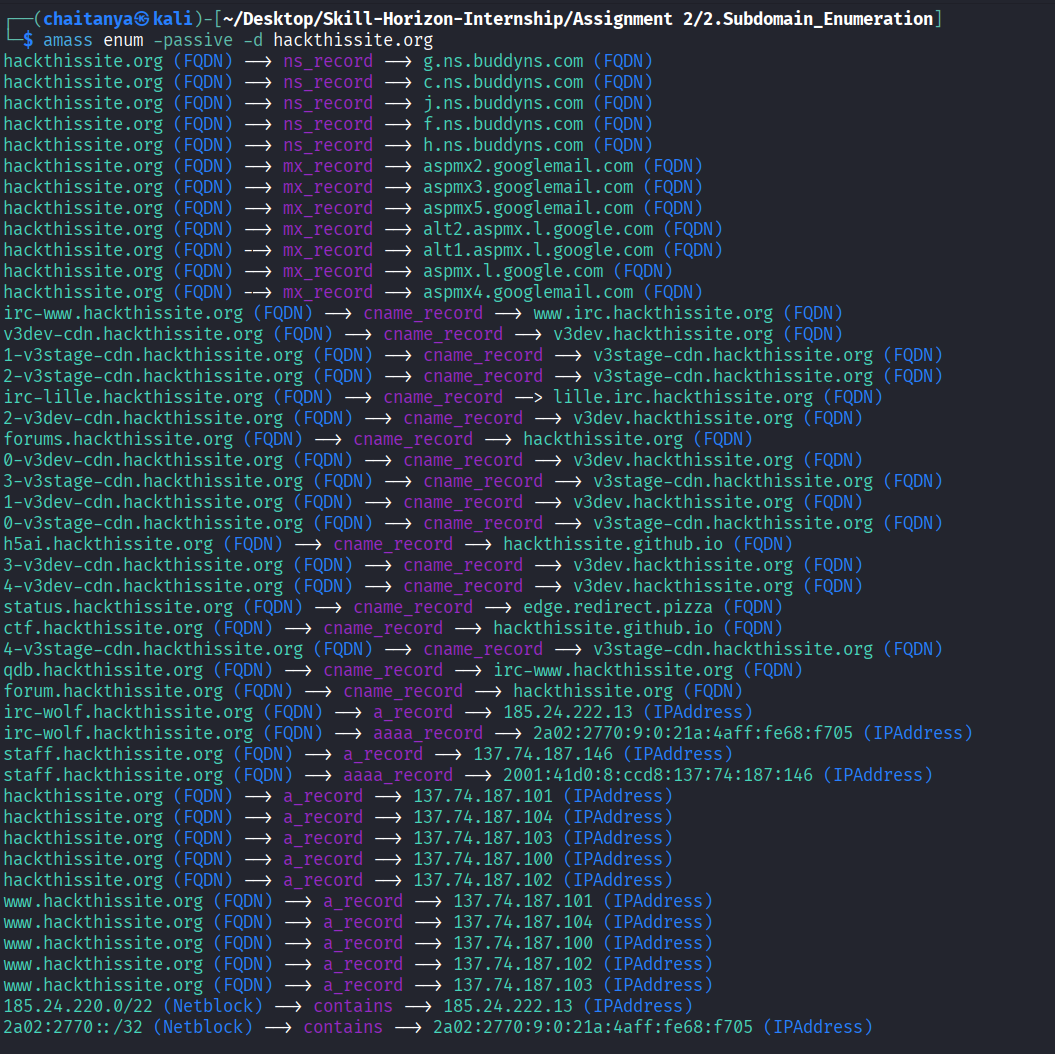 ┌──(chaitanya㉿kali)-[~/Desktop/Skill-Horizon-Internship/Assignment 2/2.Subdomain_Enumeration]
└─$ amass enum -passive -d hackthissite.org
hackthissite.org (FQDN) --> ns_record --> g.ns.buddyns.com (FQDN)
hackthissite.org (FQDN) --> ns_record --> c.ns.buddyns.com (FQDN)
hackthissite.org (FQDN) --> ns_record --> j.ns.buddyns.com (FQDN)
hackthissite.org (FQDN) --> ns_record --> f.ns.buddyns.com (FQDN)
hackthissite.org (FQDN) --> ns_record --> h.ns.buddyns.com (FQDN)
hackthissite.org (FQDN) --> mx_record --> aspmx2.googlemail.com (FQDN)
hackthissite.org (FQDN) --> mx_record --> aspmx3.googlemail.com (FQDN)
hackthissite.org (FQDN) --> mx_record --> aspmx5.googlemail.com (FQDN)
hackthissite.org (FQDN) --> mx_record --> alt2.aspmx.l.google.com (FQDN)
hackthissite.org (FQDN) --> mx_record --> alt1.aspmx.l.google.com (FQDN)
hackthissite.org (FQDN) --> mx_record --> aspmx.l.google.com (FQDN)
hackthissite.org (FQDN) --> mx_record --> aspmx4.googlemail.com (FQDN)
irc-www.hackthissite.org (FQDN) --> cname_record --> www.irc.hackthissite.org (FQDN)
v3dev-cdn.hackthissite.org (FQDN) --> cname_record --> v3dev.hackthissite.org (FQDN)
1-v3stage-cdn.hackthissite.org (FQDN) --> cname_record --> v3stage-cdn.hackthissite.org (FQDN)
2-v3stage-cdn.hackthissite.org (FQDN) --> cname_record --> v3stage-cdn.hackthissite.org (FQDN)
irc-lille.hackthissite.org (FQDN) --> cname_record --> lille.irc.hackthissite.org (FQDN)
2-v3dev-cdn.hackthissite.org (FQDN) --> cname_record --> v3dev.hackthissite.org (FQDN)
forums.hackthissite.org (FQDN) --> cname_record --> hackthissite.org (FQDN)
0-v3dev-cdn.hackthissite.org (FQDN) --> cname_record --> v3dev.hackthissite.org (FQDN)
3-v3stage-cdn.hackthissite.org (FQDN) --> cname_record --> v3stage-cdn.hackthissite.org (FQDN)
1-v3dev-cdn.hackthissite.org (FQDN) --> cname_record --> v3dev.hackthissite.org (FQDN)
0-v3stage-cdn.hackthissite.org (FQDN) --> cname_record --> v3stage-cdn.hackthissite.org (FQDN)
h5ai.hackthissite.org (FQDN) --> cname_record --> hackthissite.github.io (FQDN)
3-v3dev-cdn.hackthissite.org (FQDN) --> cname_record --> v3dev.hackthissite.org (FQDN)
4-v3dev-cdn.hackthissite.org (FQDN) --> cname_record --> v3dev.hackthissite.org (FQDN)
status.hackthissite.org (FQDN) --> cname_record --> edge.redirect.pizza (FQDN)
ctf.hackthissite.org (FQDN) --> cname_record --> hackthissite.github.io (FQDN)
4-v3stage-cdn.hackthissite.org (FQDN) --> cname_record --> v3stage-cdn.hackthissite.org (FQDN)
qdb.hackthissite.org (FQDN) --> cname_record --> irc-www.hackthissite.org (FQDN)
forum.hackthissite.org (FQDN) --> cname_record --> hackthissite.org (FQDN)
irc-wolf.hackthissite.org (FQDN) --> a_record --> 185.24.222.13 (IPAddress)
irc-wolf.hackthissite.org (FQDN) --> aaaa_record --> 2a02:2770:9:0:21a:4aff:fe68:f705 (IPAddress)
staff.hackthissite.org (FQDN) --> a_record --> 137.74.187.146 (IPAddress)
staff.hackthissite.org (FQDN) --> aaaa_record --> 2001:41d0:8:ccd8:137:74:187:146 (IPAddress)
hackthissite.org (FQDN) --> a_record --> 137.74.187.101 (IPAddress)
hackthissite.org (FQDN) --> a_record --> 137.74.187.104 (IPAddress)
hackthissite.org (FQDN) --> a_record --> 137.74.187.103 (IPAddress)
hackthissite.org (FQDN) --> a_record --> 137.74.187.100 (IPAddress)
hackthissite.org (FQDN) --> a_record --> 137.74.187.102 (IPAddress)
www.hackthissite.org (FQDN) --> a_record --> 137.74.187.101 (IPAddress)
www.hackthissite.org (FQDN) --> a_record --> 137.74.187.104 (IPAddress)
www.hackthissite.org (FQDN) --> a_record --> 137.74.187.100 (IPAddress)
www.hackthissite.org (FQDN) --> a_record --> 137.74.187.102 (IPAddress)
www.hackthissite.org (FQDN) --> a_record --> 137.74.187.103 (IPAddress)
185.24.220.0/22 (Netblock) --> contains --> 185.24.222.13 (IPAddress)
2a02:2770::/32 (Netblock) --> contains --> 2a02:2770:9:0:21a:4aff:fe68:f705 (IPAddress)